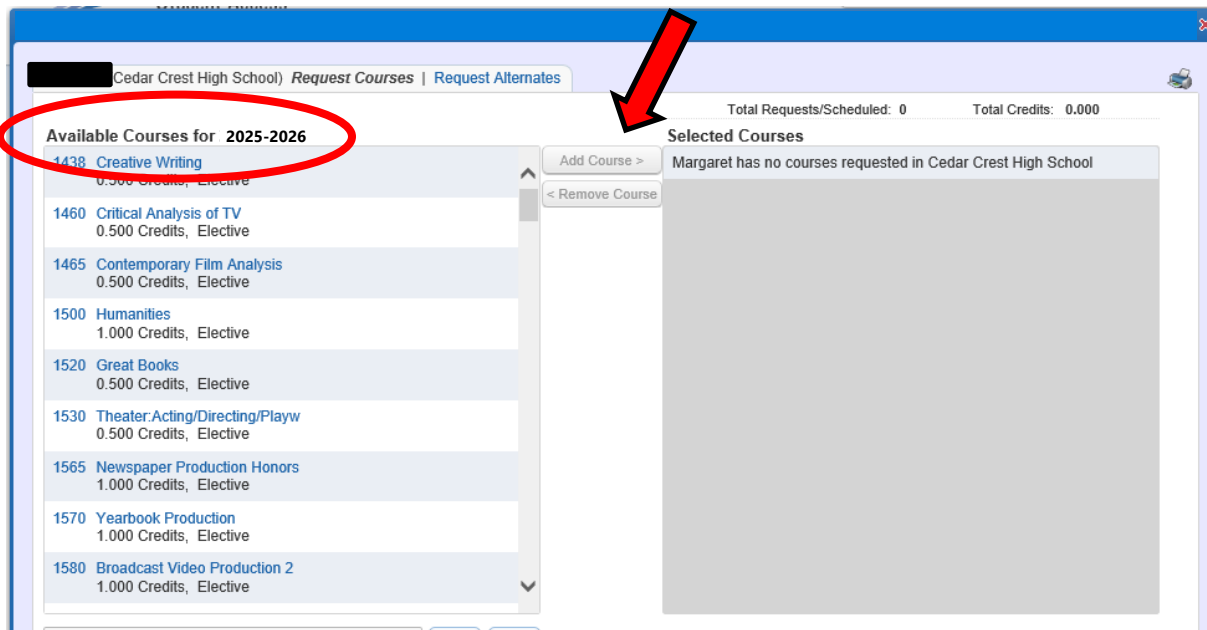 Cedar Crest High School) Request Courses | Request Alternates
Total Requests/Scheduled: 0 Total Credits: 0.000
Available Courses for 2025-2026
Selected Courses
1438 Creative Writing
0.500 Credits, Elective
1460 Critical Analysis of TV
0.500 Credits, Elective
1465 Contemporary Film Analysis
0.500 Credits, Elective
1500 Humanities
1.000 Credits, Elective
1520 Great Books
0.500 Credits, Elective
1530 Theater:Acting/Directing/Playw
0.500 Credits, Elective
1565 Newspaper Production Honors
1.000 Credits, Elective
1570 Yearbook Production
1.000 Credits, Elective
1580 Broadcast Video Production 2
1.000 Credits, Elective
Add Course >
< Remove Course
Margaret has no courses requested in Cedar Crest High School